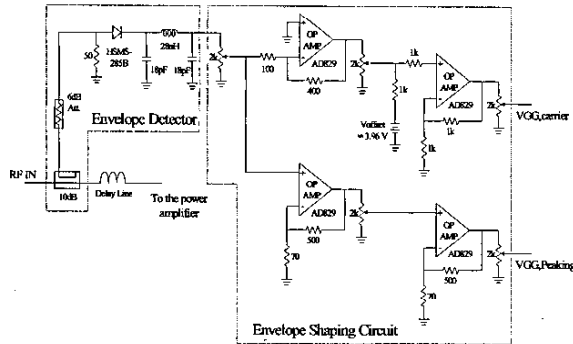 OP
AMP
AD829
600
28nH
HSMS-
285B
50
18pF
18pF
2k
100
400
2k
1k
1k
OP
AMP
AD829
2k
VGG,carrier
6dB
Att.
Envelope Detector
Voffset
= 3.96 V
1k
1k
RF IN
10dB
Delay Line
To the power
amplifier
OP
AMP
AD829
2k
500
70
OP
AMP
AD829
2k
VGG,Peaking
500
70
Envelope Shaping Circuit